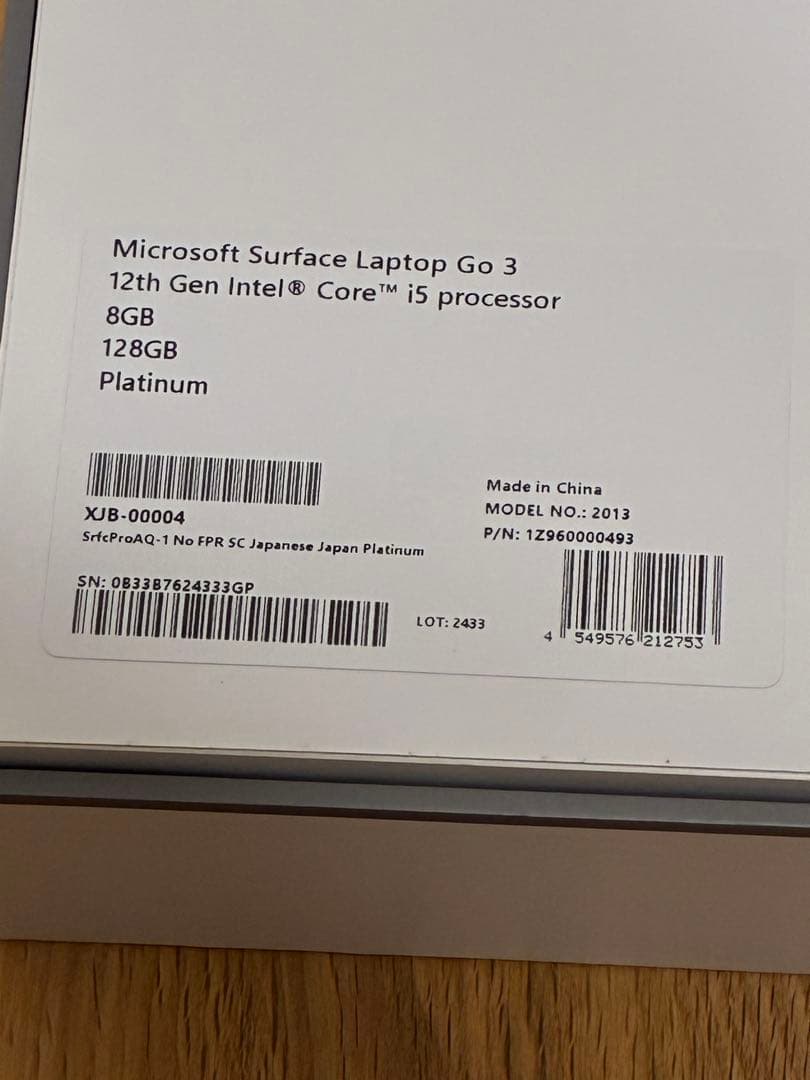 Microsoft Surface Laptop Go 3
12th Gen Intel® Core™ i5 processor
8GB
128GB
Platinum
XJB-00004
SrfcProAQ-1 No FPR SC Japanese Japan Platinum
SN: 0B33B7624333GP
Made in China
MODEL NO.: 2013
P/N: 1Z960000493
LOT: 2433
4 549576 212753